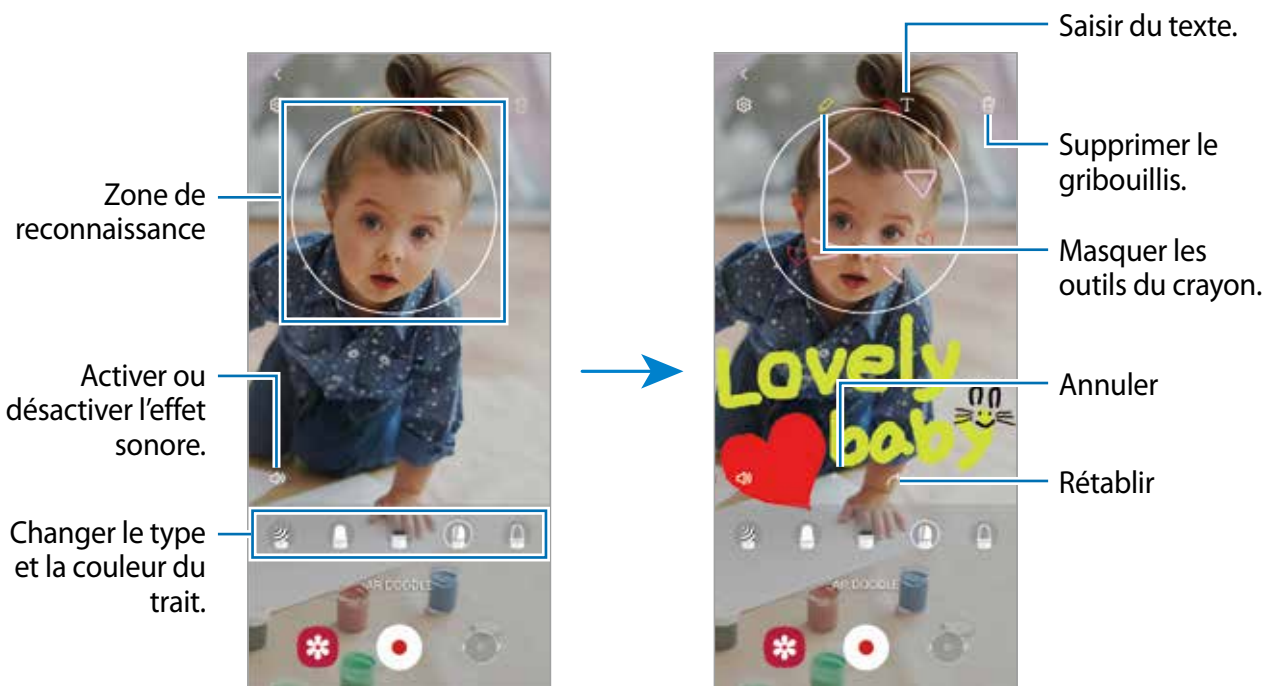 Saisir du texte.
Supprimer le
gribouillis.
Zone de
reconnaissance
Masquer les
outils du crayon.
Activer ou
désactiver l'effet
sonore.
Annuler
Rétablir
Changer le type
et la couleur du
trait.
T
T
Lovely
baby
AR DOODLE
AR DOODLE